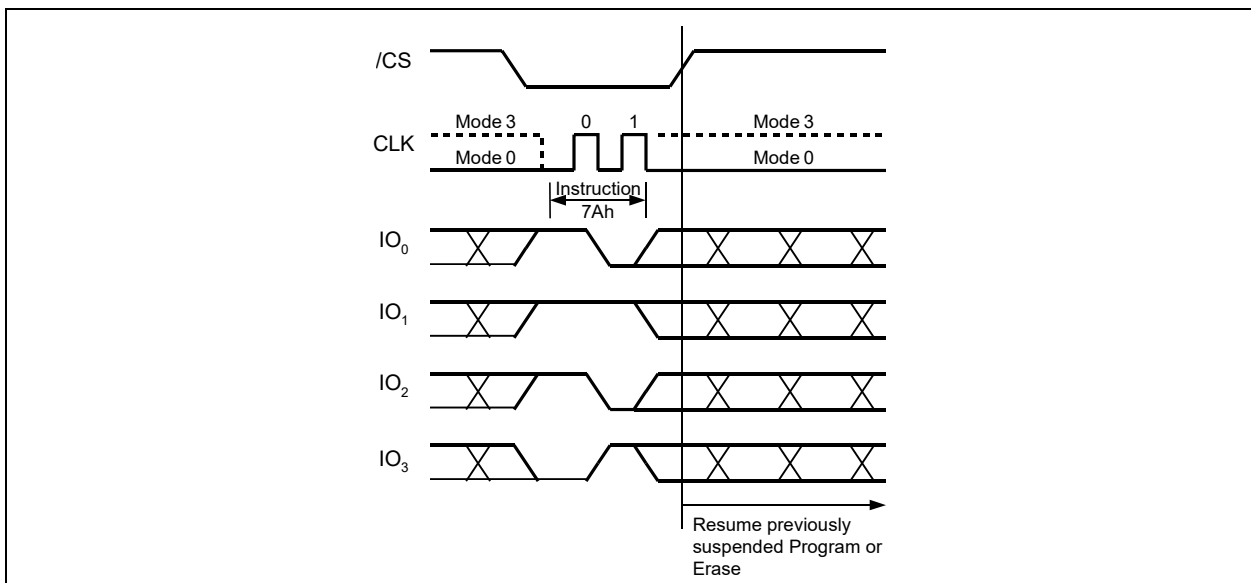 /CS
Mode 3 0 1 Mode 3
CLK
Mode 0 Mode 0
Instruction
7Ah
IO0
IO1
IO2
IO3
Resume previously
suspended Program or
Erase